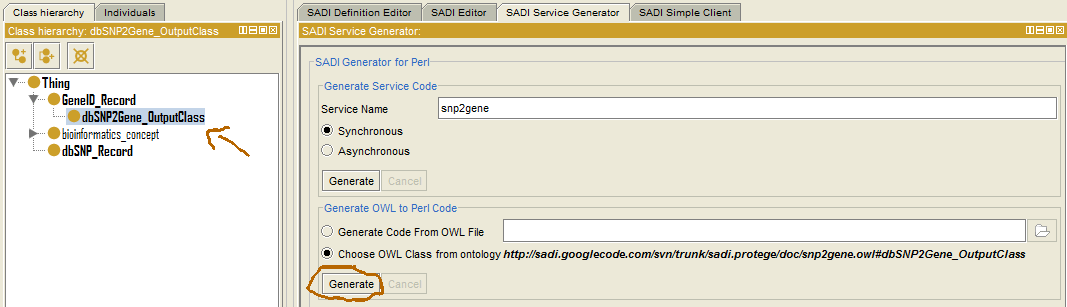 Class hierarchy Individuals
Class hierarchy: dbSNP2Gene_OutputClass
Thing
GeneID_Record
dbSNP2Gene_OutputClass
bioinformatics_concept
dbSNP_Record
SADI Definition Editor SADI Editor SADI Service Generator SADI Simple Client
SADI Service Generator:
SADI Generator for Perl
Generate Service Code
Service Name snp2gene
Synchronous
Asynchronous
Generate Cancel
Generate OWL to Perl Code
Generate Code From OWL File
Choose OWL Class from ontology http://sadi.googlecode.com/svn/trunk/sadi.protege/doc/snp2gene.owl#dbSNP2Gene_OutputClass
Generate Cancel